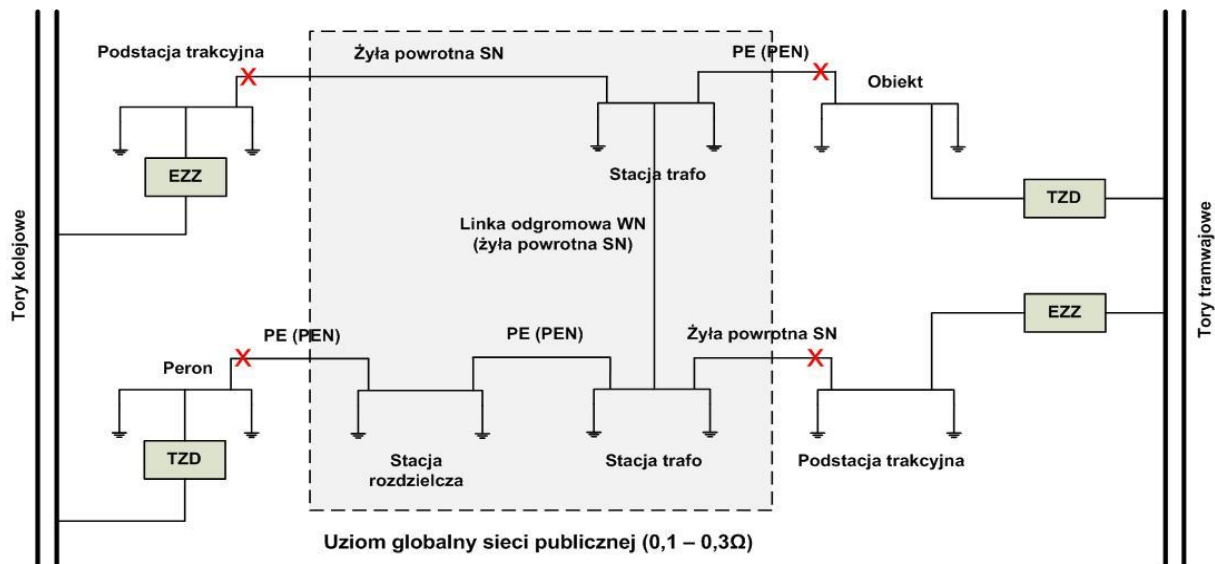 Podstacja trakcyjna
Żyła powrotna SN
PE (PEN)
X
X
Obiekt
EZZ
Stacja trafo
TZD
Linka odgromowa WN
(żyła powrotna SN)
Tory kolejowe
Tory tramwajowe
EZZ
PE (PEN)
PE (PEN)
Żyła powrotna SN
X
X
Peron
TZD
Stacja
rozdzielcza
Stacja trafo
Podstacja trakcyjna
Uziom globalny sieci publicznej (0,1 – 0,3Ω)